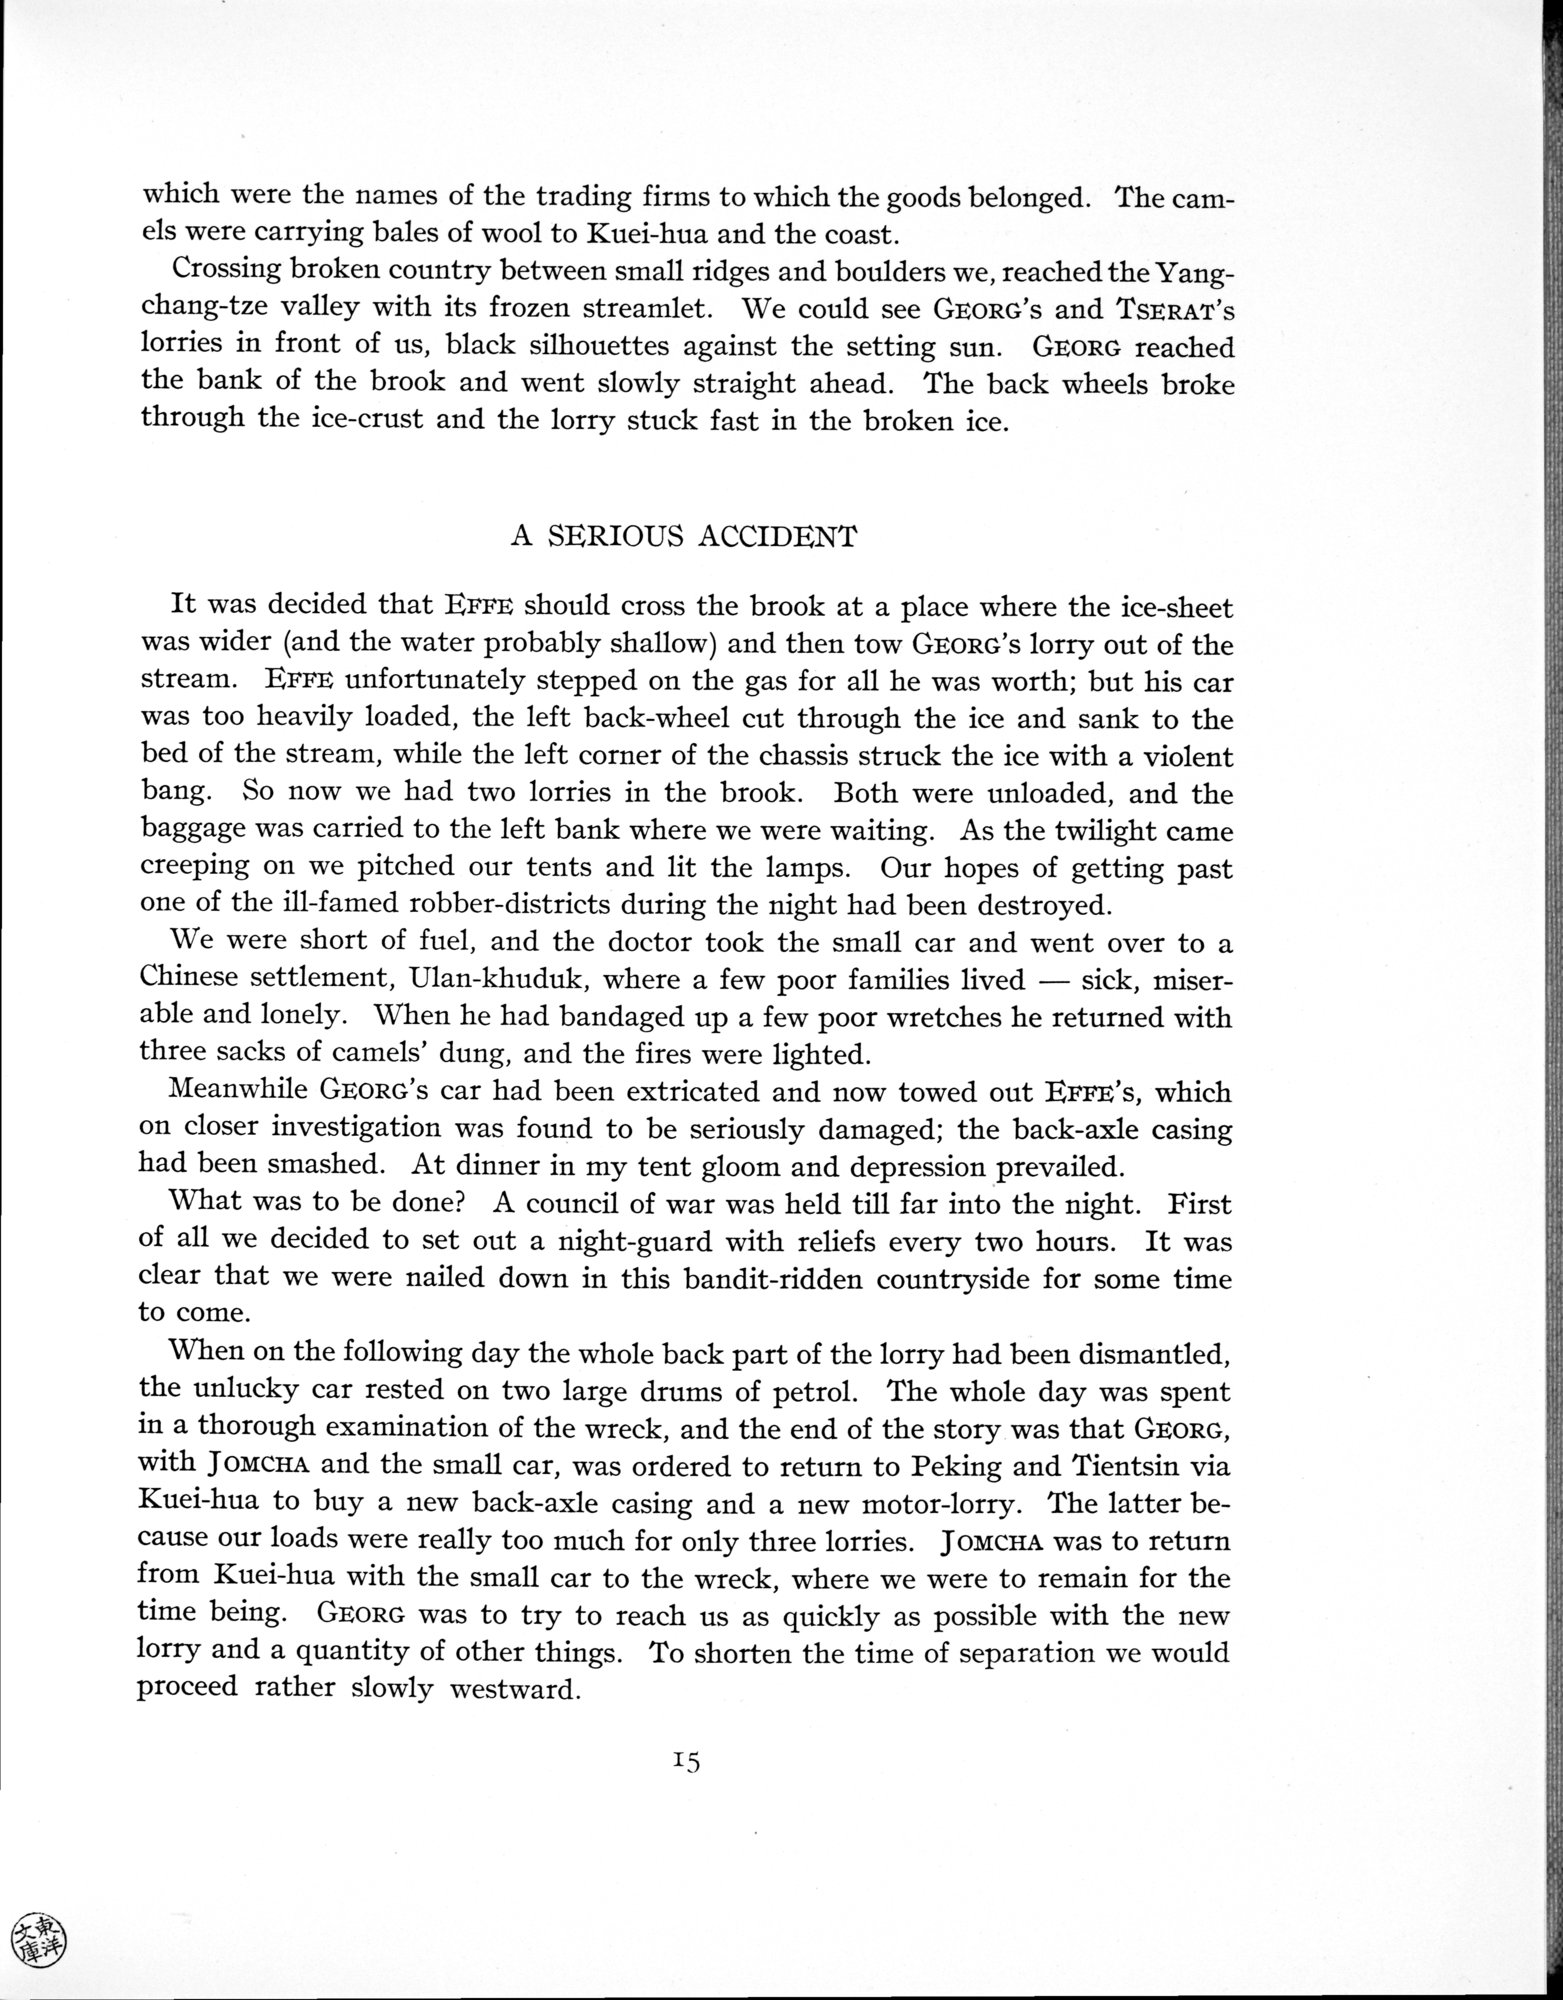 which were the names of the trading firms to which the goods belonged. The cam-
els were carrying bales of wool to Kuei-hua and the coast.
Crossing broken country between small ridges and boulders we, reached the Yang-
chang-tze valley with its frozen streamlet. We could see GEORG's and TSERAT's
lorries in front of us, black silhouettes against the setting sun. GEORG reached
the bank of the brook and went slowly straight ahead. The back wheels broke
through the ice-crust and the lorry stuck fast in the broken ice.
A SERIOUS ACCIDENT
It was decided that EFFE should cross the brook at a place where the ice-sheet
was wider (and the water probably shallow) and then tow GEORG's lorry out of the
stream. EFFE unfortunately stepped on the gas for all he was worth; but his car
was too heavily loaded, the left back-wheel cut through the ice and sank to the
bed of the stream, while the left corner of the chassis struck the ice with a violent
bang. So now we had two lorries in the brook. Both were unloaded, and the
baggage was carried to the left bank where we were waiting. As the twilight came
creeping on we pitched our tents and lit the lamps. Our hopes of getting past
one of the ill-famed robber-districts during the night had been destroyed.
We were short of fuel, and the doctor took the small car and went over to a
Chinese settlement, Ulan-khuduk, where a few poor families lived — sick, miser-
able and lonely. When he had bandaged up a few poor wretches he returned with
three sacks of camels' dung, and the fires were lighted.
Meanwhile GEORG's car had been extricated and now towed out EFFE's, which
on closer investigation was found to be seriously damaged; the back-axle casing
had been smashed. At dinner in my tent gloom and depression prevailed.
What was to be done? A council of war was held till far into the night. First
of all we decided to set out a night-guard with reliefs every two hours. It was
clear that we were nailed down in this bandit-ridden countryside for some time
to come.
When on the following day the whole back part of the lorry had been dismantled,
the unlucky car rested on two large drums of petrol. The whole day was spent
in a thorough examination of the wreck, and the end of the story was that GEORG,
with JOMCHA and the small car, was ordered to return to Peking and Tientsin via
Kuei-hua to buy a new back-axle casing and a new motor-lorry. The latter be-
cause our loads were really too much for only three lorries. JOMCHA was to return
from Kuei-hua with the small car to the wreck, where we were to remain for the
time being. GEORG was to try to reach us as quickly as possible with the new
lorry and a quantity of other things. To shorten the time of separation we would
proceed rather slowly westward.
15
東洋
文庫